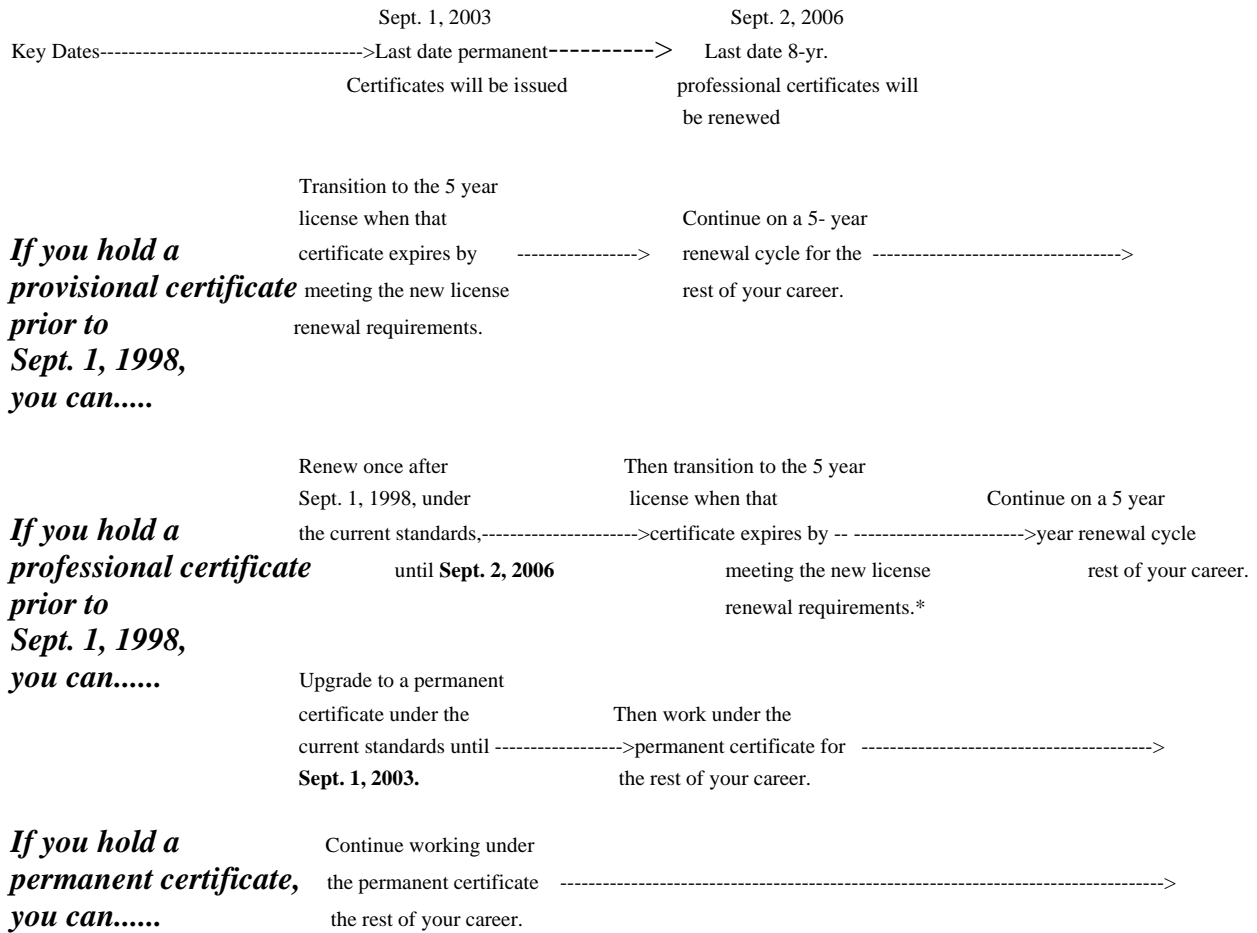 Sept. 1, 2003 Sept. 2, 2006
Key Dates------------------------------------->Last date permanent----------> Last date 8-yr.
Certificates will be issued professional certificates will
be renewed
Transition to the 5 year
license when that Continue on a 5- year
If you hold a certificate expires by -----------------> renewal cycle for the ----------------------------------->
provisional certificate meeting the new license rest of your career.
prior to renewal requirements.
Sept. 1, 1998,
you can.....
Renew once after Then transition to the 5 year
Sept. 1, 1998, under license when that Continue on a 5 year
If you hold a the current standards,---------------------->certificate expires by -- ------------------------>year renewal cycle
professional certificate until Sept. 2, 2006 meeting the new license rest of your career.
prior to renewal requirements.*
Sept. 1, 1998,
you can...... Upgrade to a permanent
certificate under the Then work under the
current standards until ------------------>permanent certificate for ----------------------------------------->
Sept. 1, 2003. the rest of your career.
If you hold a Continue working under
permanent certificate, the permanent certificate ------------------------------------------------------------------------------------->
you can...... the rest of your career.